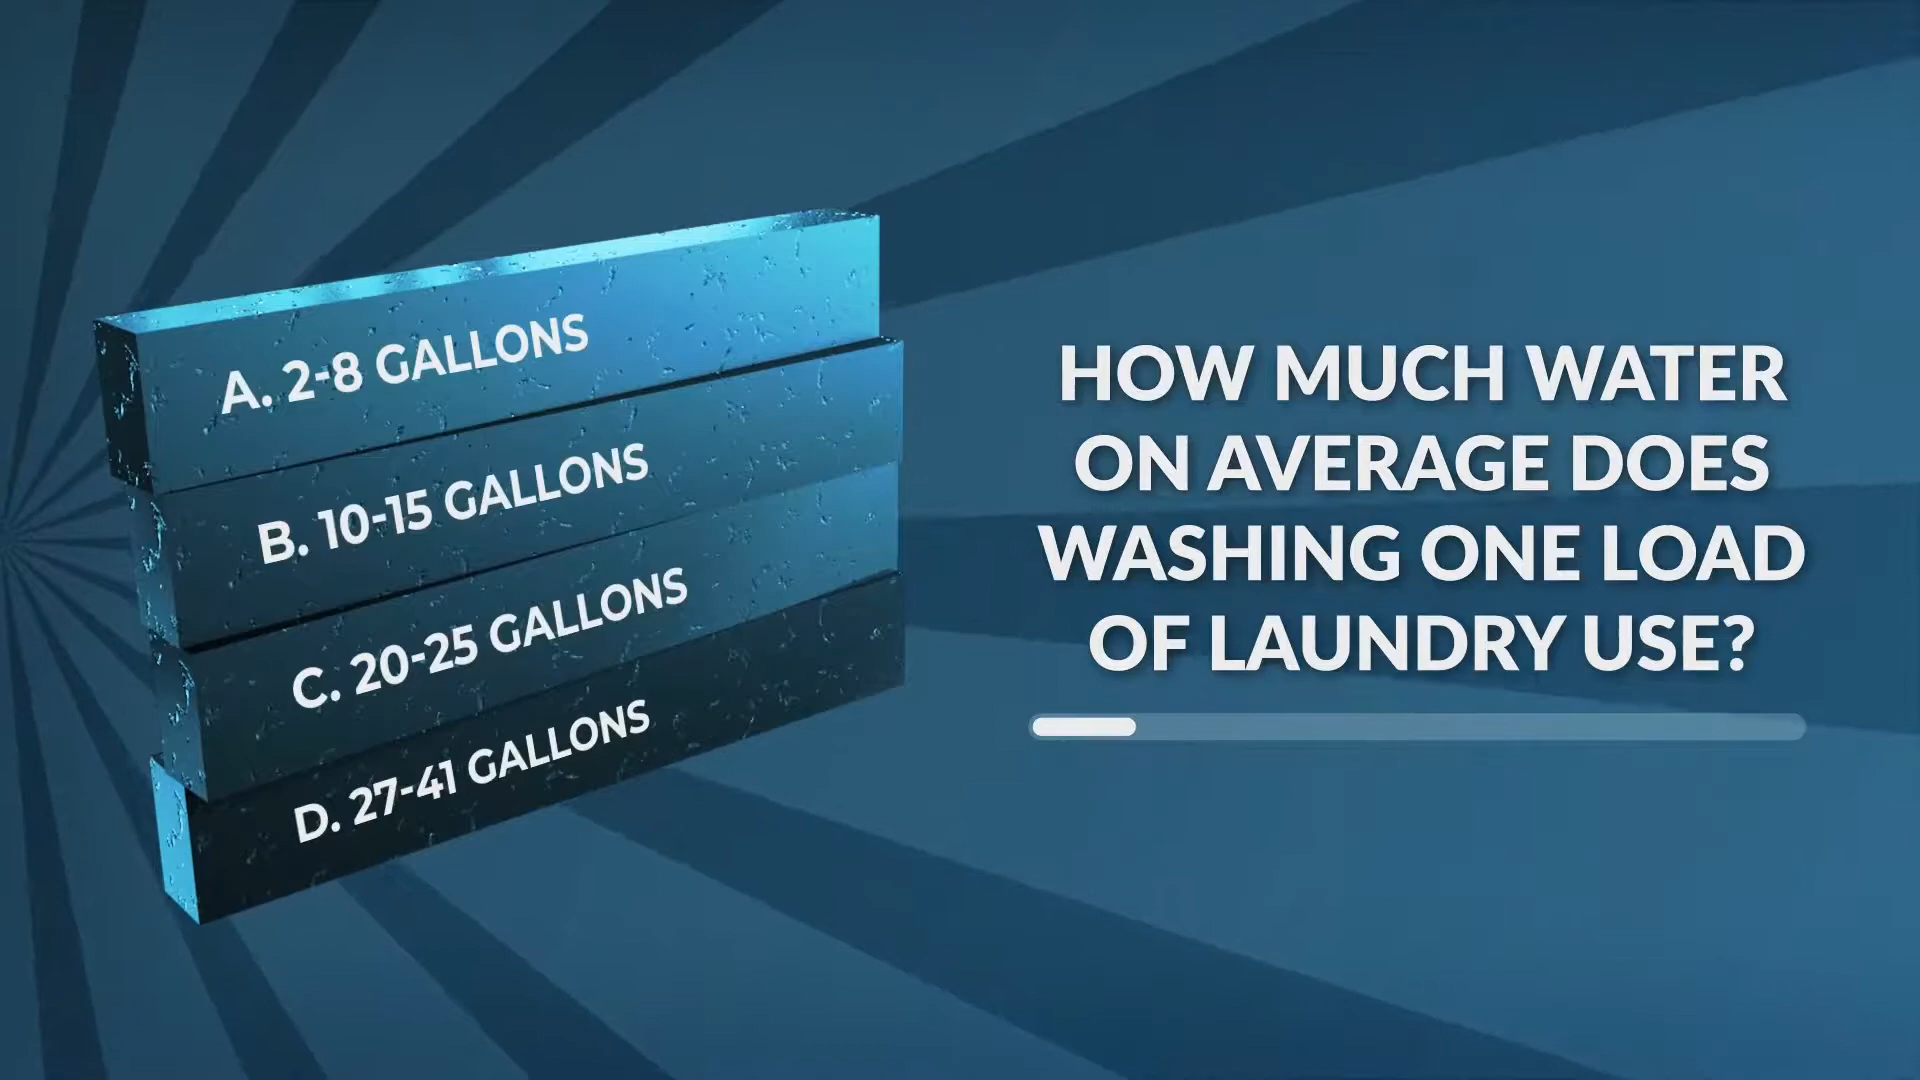 A. 2-8 GALLONS
B. 10-15 GALLONS
C. 20-25 GALLONS
D. 27-41 GALLONS
HOW MUCH WATER
ON AVERAGE DOES
WASHING ONE LOAD
OF LAUNDRY USE?